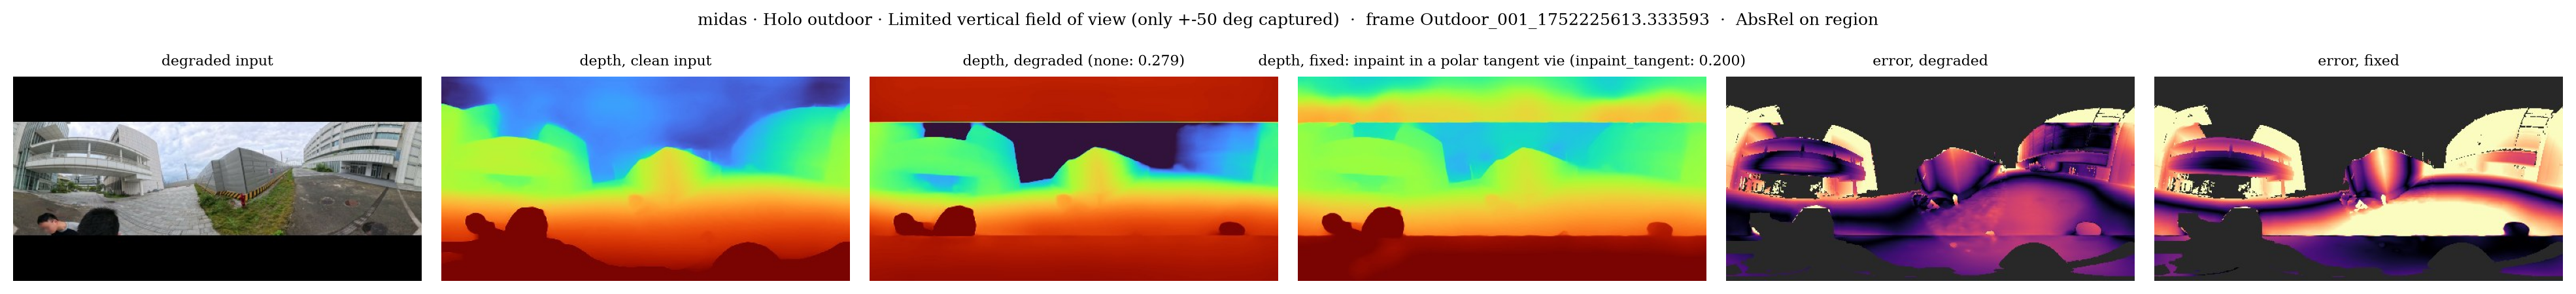 midas · Holo outdoor · Limited vertical field of view (only +-50 deg captured) · frame Outdoor_001_1752225613.333593 · AbsRel on region
degraded input
depth, clean input
depth, degraded (none: 0.279)
depth, fixed: inpaint in a polar tangent vie (inpaint_tangent: 0.200)
error, degraded
error, fixed